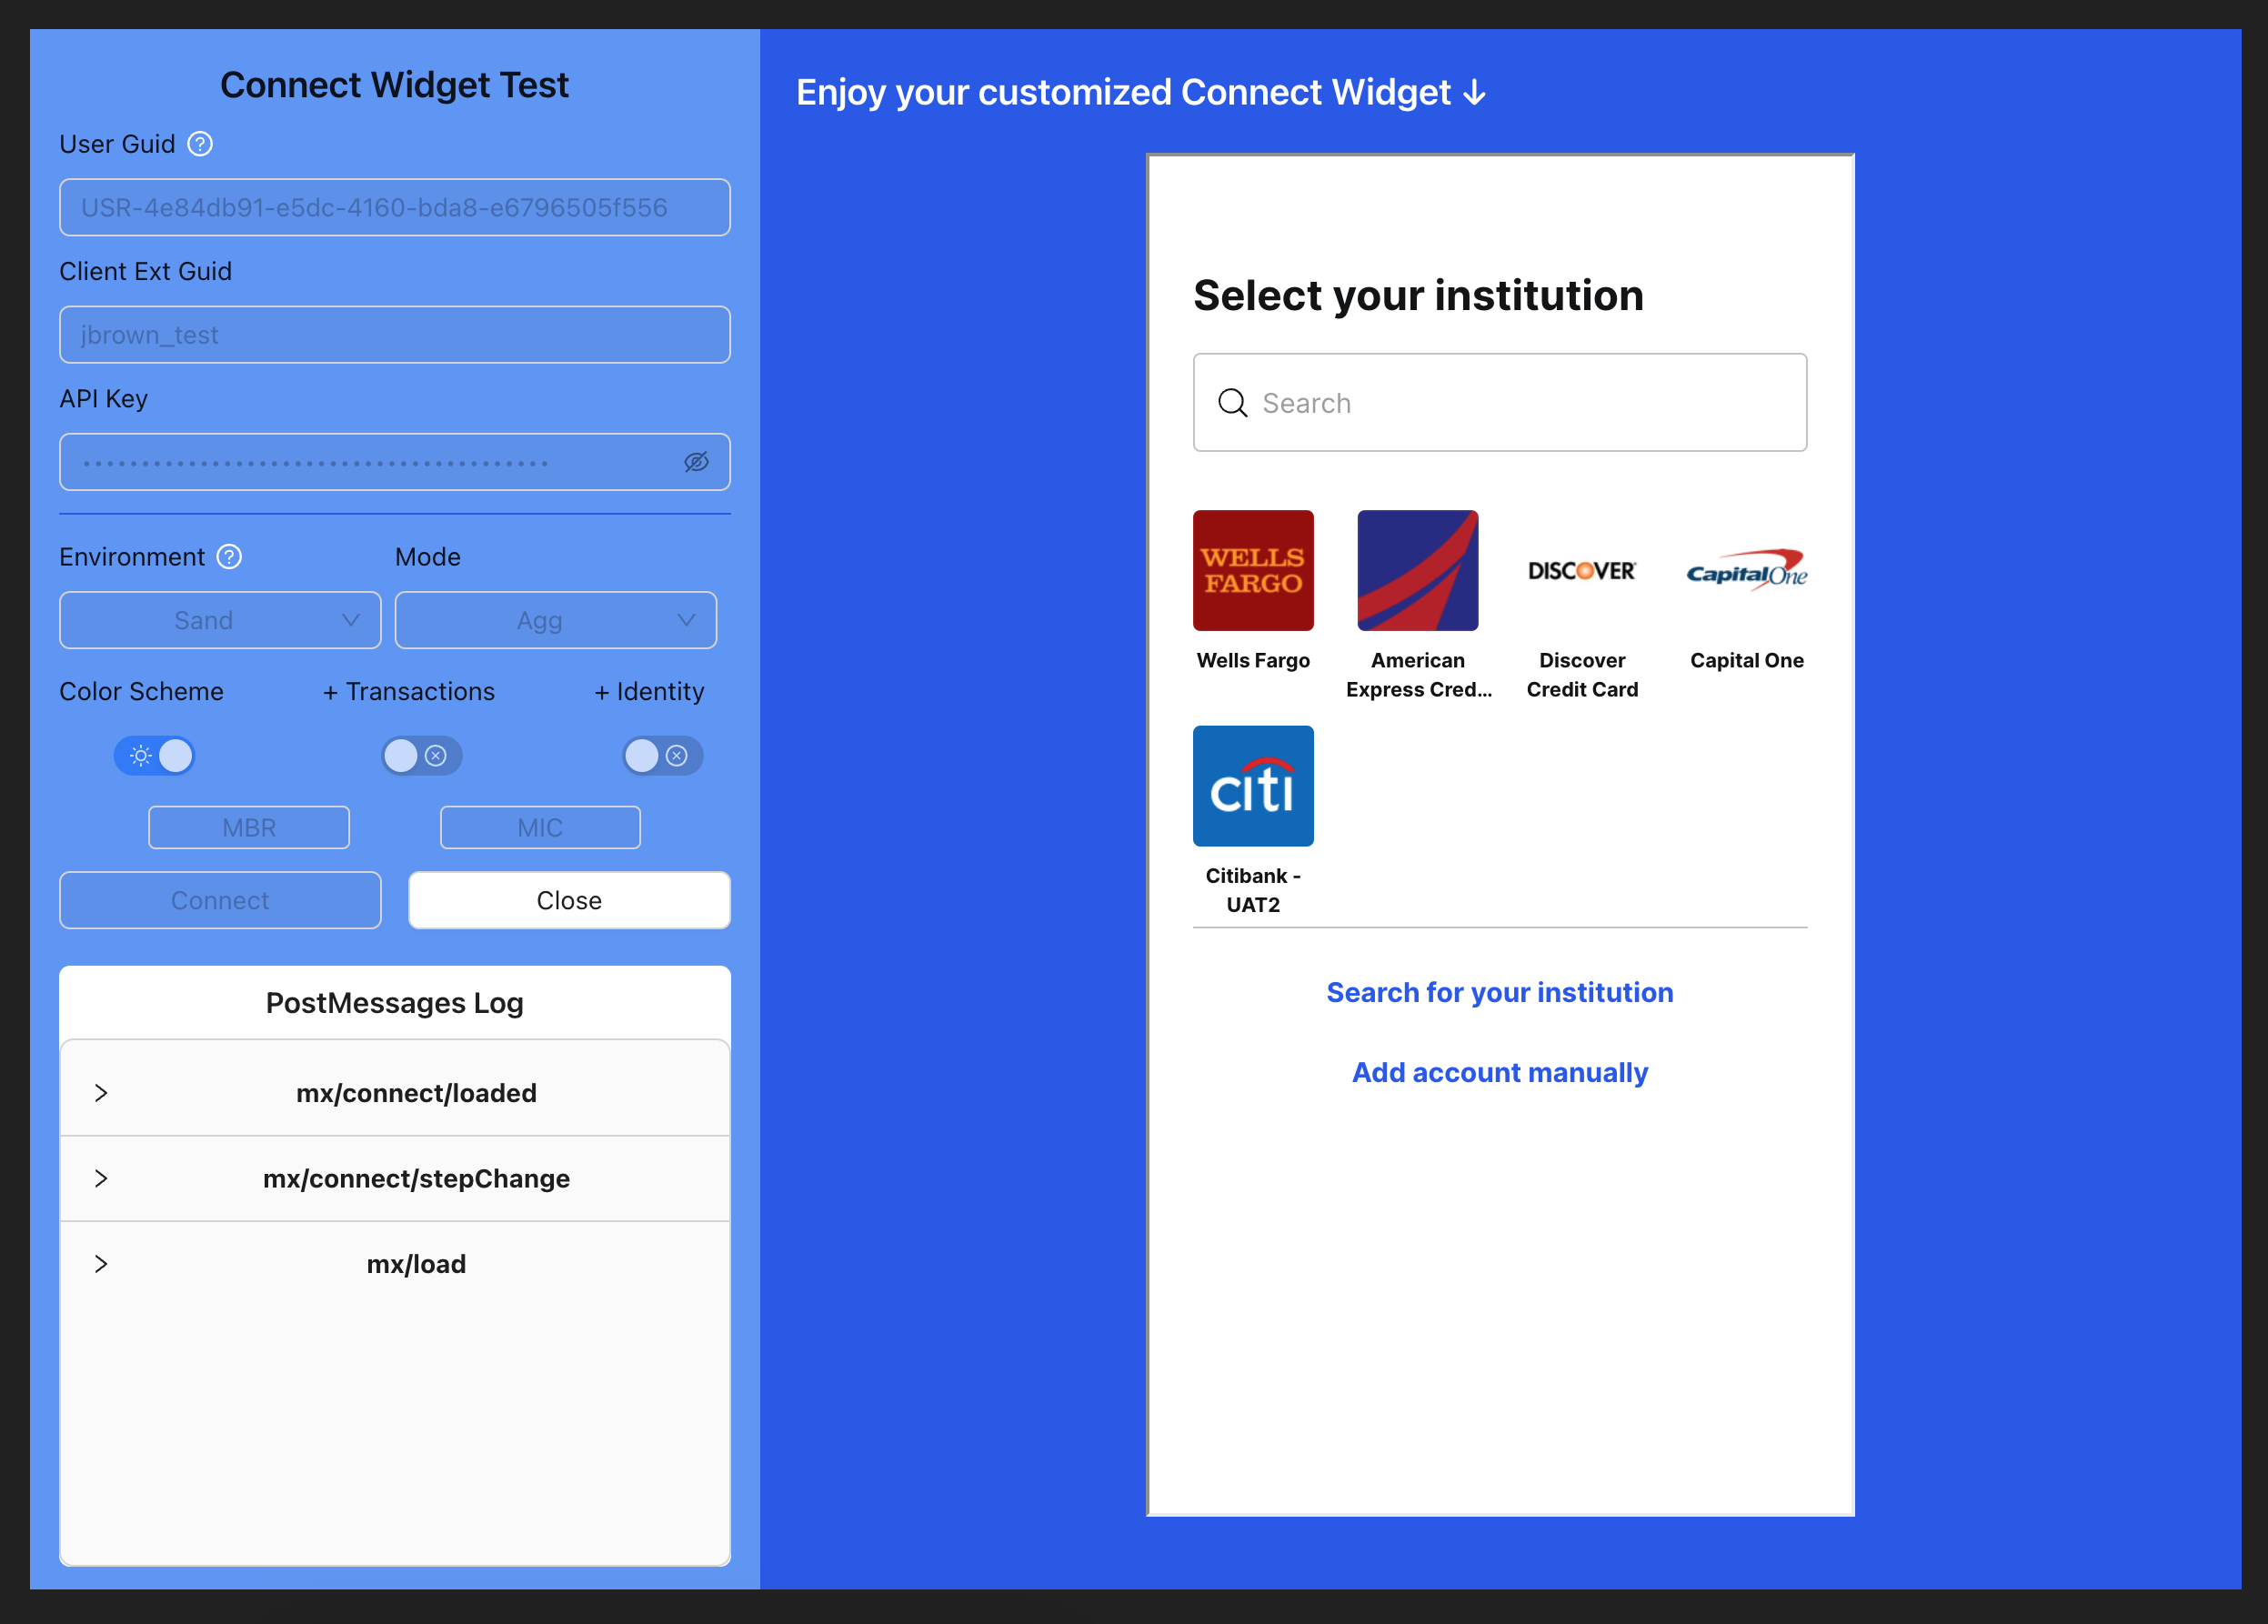 Connect Widget Test
User Guid
USR-4e84db91-e5dc-4160-bda8-e6796505f556
Client Ext Guid
jbrown_test
API Key
Environment
Mode
Sand
Agg
Color Scheme
+ Transactions
+ Identity
MBR
MIC
Connect
Close
PostMessages Log
mx/connect/loaded
mx/connect/stepChange
mx/load
Enjoy your customized Connect Widget ↓
Select your institution
Search
WELLS
FARGO
DISCOVER
CapitalOne
Wells Fargo
American
Express Cred...
Discover
Credit Card
Capital One
citi
Citibank -
UAT2
Search for your institution
Add account manually